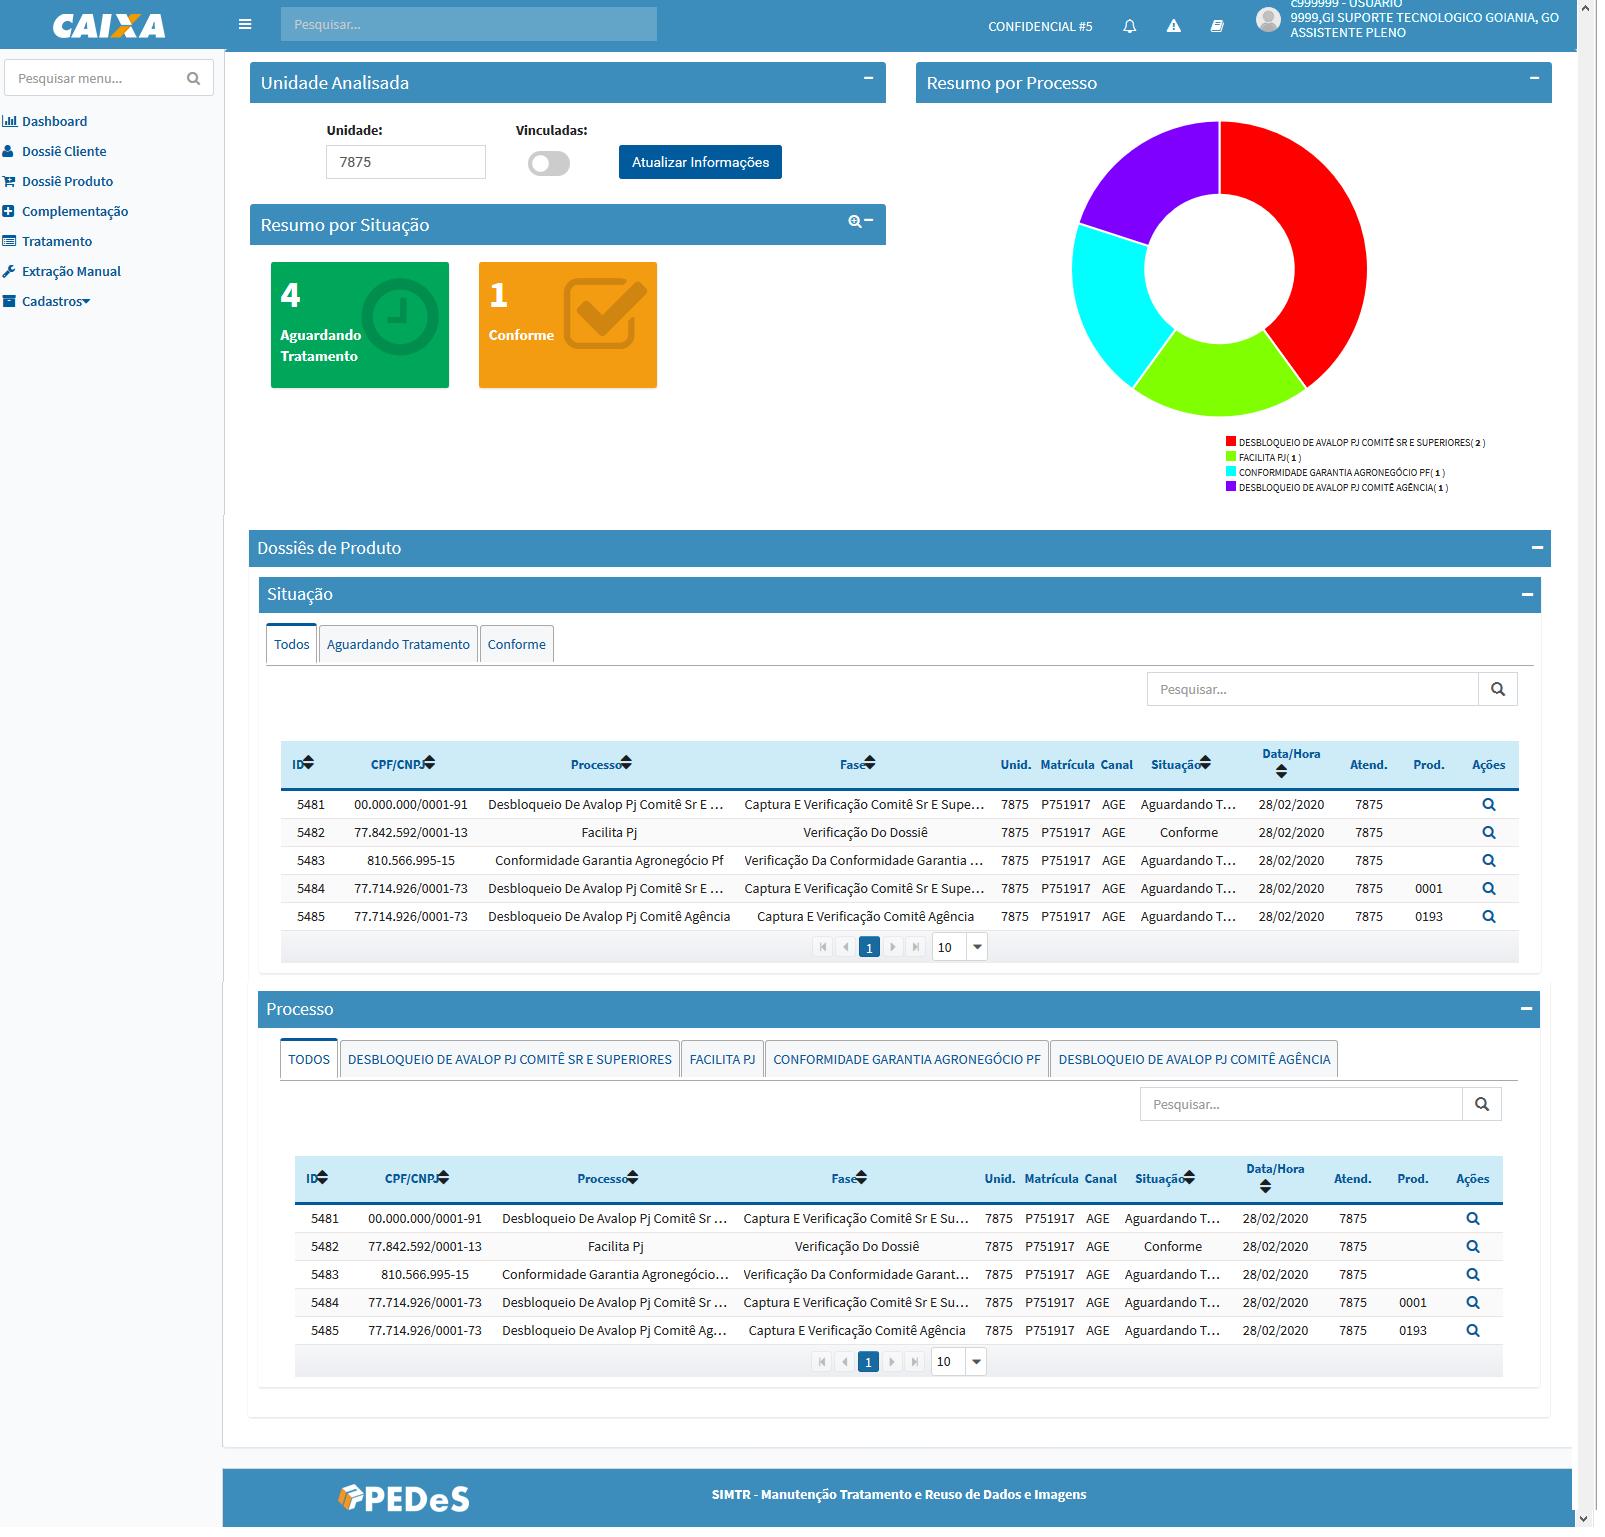 CAIXA
Pesquisar...
CONFIDENCIAL #5
c999999 - USUARIO
9999,GI SUPORTE TECNOLOGICO GOIANIA, GO
ASSISTENTE PLENO
Pesquisar menu...
Dashboard
Dossiê Cliente
Dossiê Produto
Complementação
Tratamento
Extração Manual
Cadastros
Unidade Analisada
Unidade: Vinculadas:
7875 Atualizar Informações
Resumo por Situação
4
Aguardando
Tratamento
1
Conforme
Resumo por Processo
DESBLOQUEIO DE AVALOP PJ COMITÊ SR E SUPERIORES( 2 )
FACILITA PJ( 1 )
CONFORMIDADE GARANTIA AGRONEGÓCIO PF( 1 )
DESBLOQUEIO DE AVALOP PJ COMITÊ AGÊNCIA( 1 )
Dossiês de Produto
Situação
Todos Aguardando Tratamento Conforme
Pesquisar...
ID CPF/CNPJ Processo Fase Unid. Matrícula Canal Situação Data/Hora Atend. Prod. Ações
5481 00.000.000/0001-91 Desbloqueio De Avalop Pj Comitê Sr E ... Captura E Verificação Comitê Sr E Supe... 7875 P751917 AGE Aguardando T... 28/02/2020 7875
5482 77.842.592/0001-13 Facilita Pj Verificação Do Dossiê 7875 P751917 AGE Conforme 28/02/2020 7875
5483 810.566.995-15 Conformidade Garantia Agronegócio Pf Verificação Da Conformidade Garantia ... 7875 P751917 AGE Aguardando T... 28/02/2020 7875
5484 77.714.926/0001-73 Desbloqueio De Avalop Pj Comitê Sr E ... Captura E Verificação Comitê Sr E Supe... 7875 P751917 AGE Aguardando T... 28/02/2020 7875 0001
5485 77.714.926/0001-73 Desbloqueio De Avalop Pj Comitê Agência Captura E Verificação Comitê Agência 7875 P751917 AGE Aguardando T... 28/02/2020 7875 0193
1 10
Processo
TODOS DESBLOQUEIO DE AVALOP PJ COMITÊ SR E SUPERIORES FACILITA PJ CONFORMIDADE GARANTIA AGRONEGÓCIO PF DESBLOQUEIO DE AVALOP PJ COMITÊ AGÊNCIA
Pesquisar...
ID CPF/CNPJ Processo Fase Unid. Matrícula Canal Situação Data/Hora Atend. Prod. Ações
5481 00.000.000/0001-91 Desbloqueio De Avalop Pj Comitê Sr ... Captura E Verificação Comitê Sr E Su... 7875 P751917 AGE Aguardando T... 28/02/2020 7875
5482 77.842.592/0001-13 Facilita Pj Verificação Do Dossiê 7875 P751917 AGE Conforme 28/02/2020 7875
5483 810.566.995-15 Conformidade Garantia Agronegócio... Verificação Da Conformidade Garant... 7875 P751917 AGE Aguardando T... 28/02/2020 7875
5484 77.714.926/0001-73 Desbloqueio De Avalop Pj Comitê Sr ... Captura E Verificação Comitê Sr E Su... 7875 P751917 AGE Aguardando T... 28/02/2020 7875 0001
5485 77.714.926/0001-73 Desbloqueio De Avalop Pj Comitê Ag... Captura E Verificação Comitê Agência 7875 P751917 AGE Aguardando T... 28/02/2020 7875 0193
1 10
PEDeS
SIMTR - Manutenção Tratamento e Reuso de Dados e Imagens